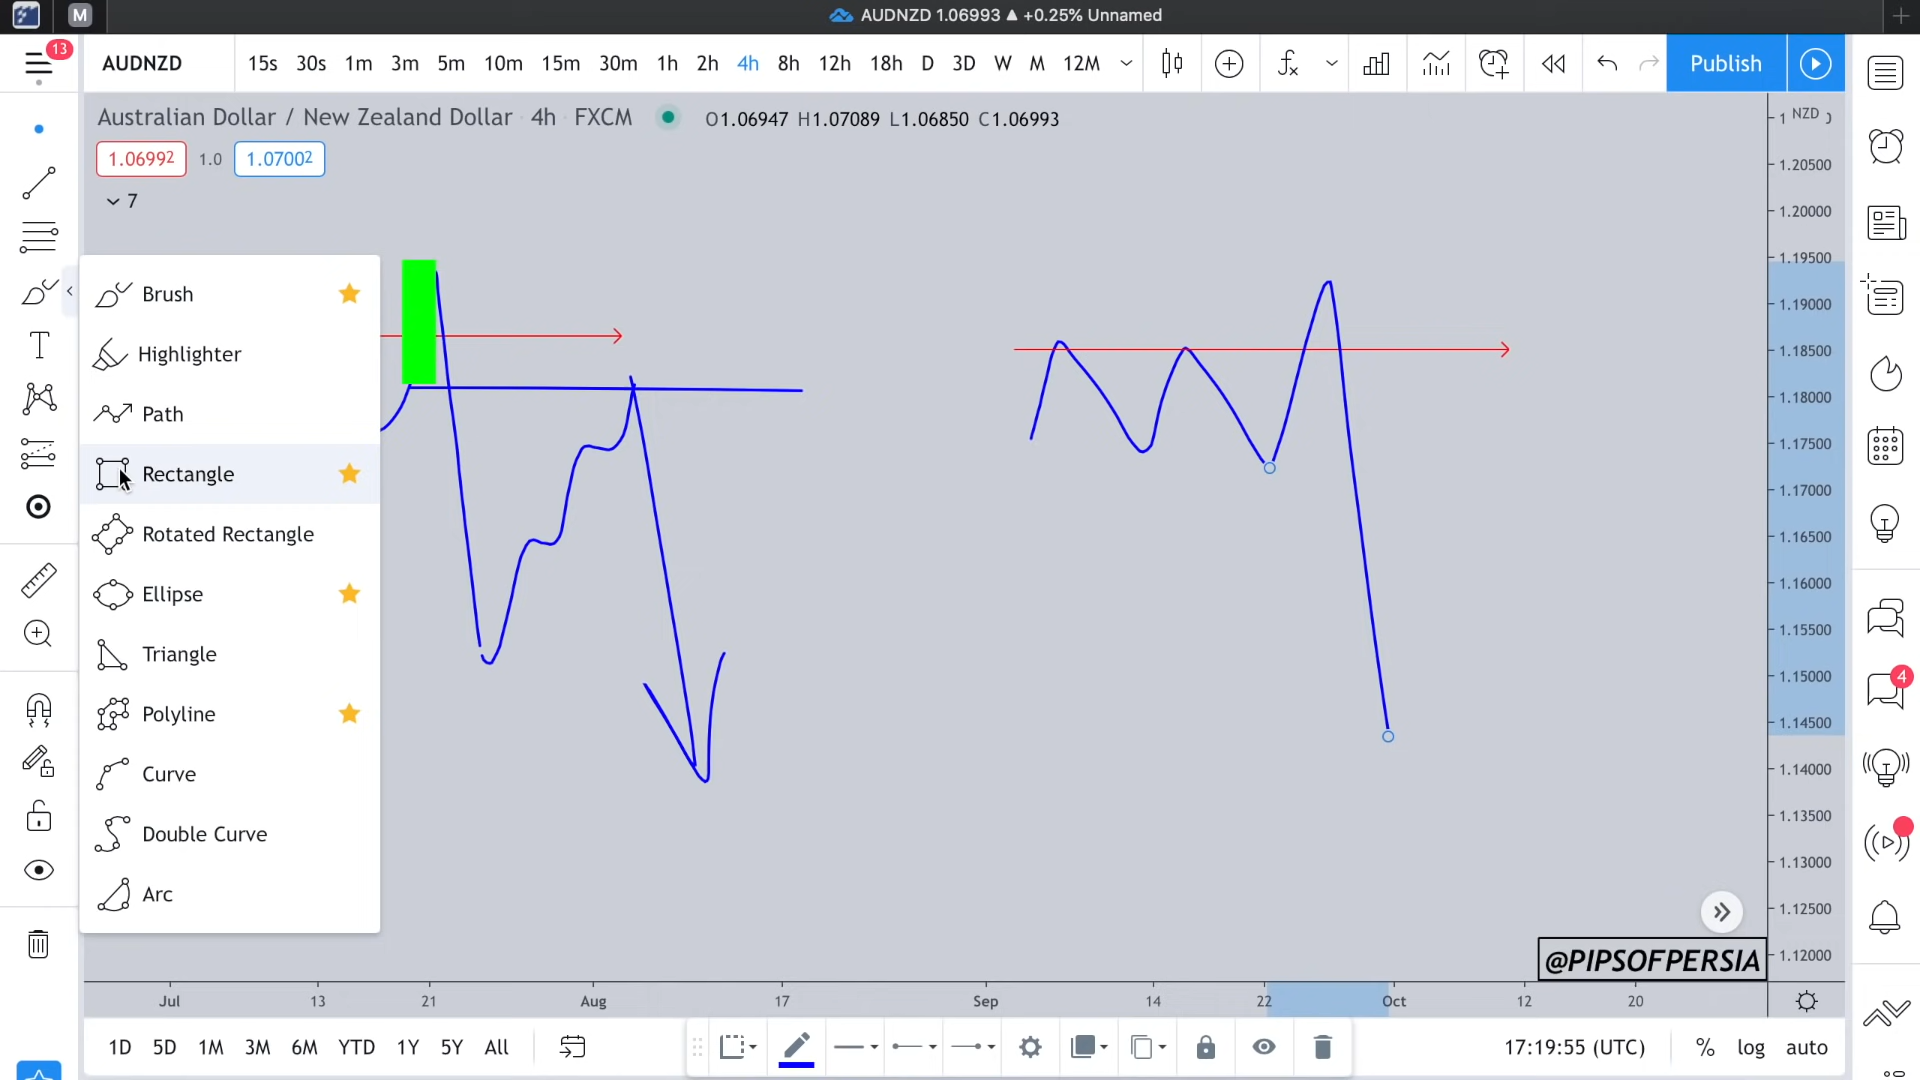 M
AUDNZD 1.06993 ▲ +0.25% Unnamed
13
AUDNZD
15s 30s 1m 3m 5m 10m 15m 30m 1h 2h 4h 8h 12h 18h D 3D W M 12M
Publish
Australian Dollar / New Zealand Dollar · 4h · FXCM
O1.06947 H1.07089 L1.06850 C1.06993
NZD
1.06992
1.0
1.07002
7
1.20500
1.20000
1.19500
1.19000
1.18500
1.18000
1.17500
1.17000
1.16500
1.16000
1.15500
1.15000
1.14500
1.14000
1.13500
1.13000
1.12500
1.12000
Brush
Highlighter
Path
Rectangle
Rotated Rectangle
Ellipse
Triangle
Polyline
Curve
Double Curve
Arc
T
4
@PIPSOFPERSIA
Jul 13 21 Aug 17 Sep 14 22 Oct 12 20
1D 5D 1M 3M 6M YTD 1Y 5Y All
17:19:55 (UTC)
% log auto